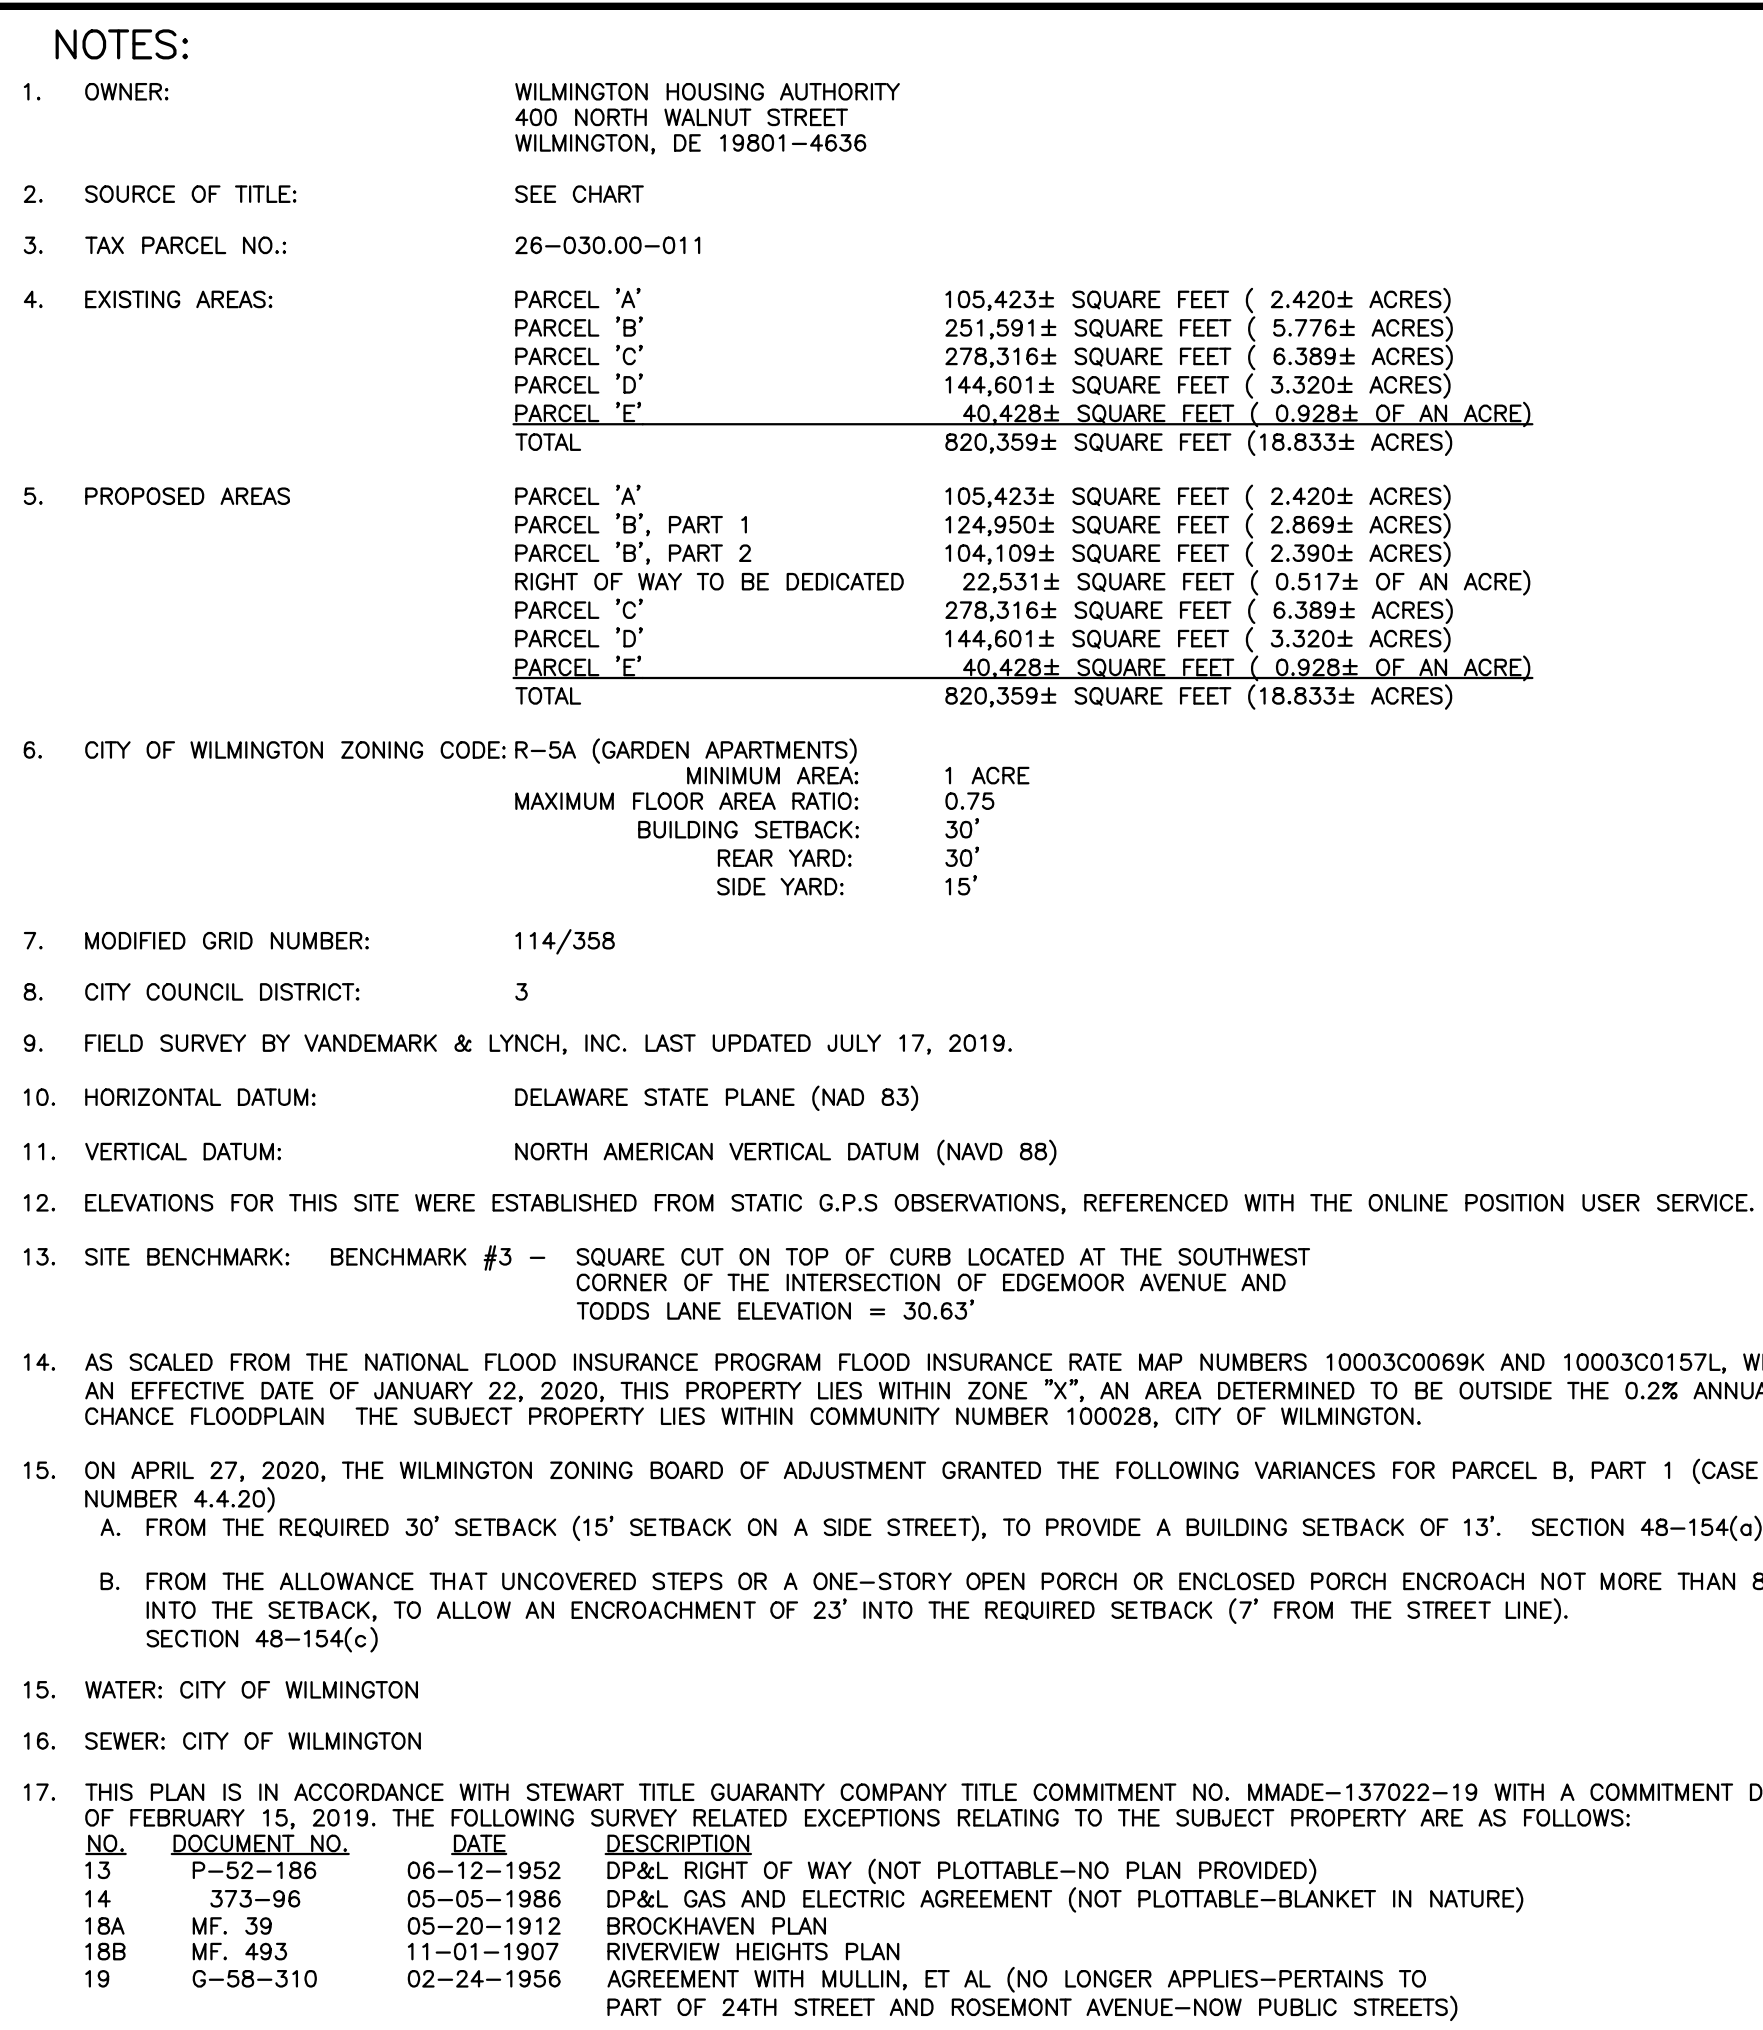 NOTES:
1. OWNER: WILMINGTON HOUSING AUTHORITY
400 NORTH WALNUT STREET
WILMINGTON, DE 19801-4636
2. SOURCE OF TITLE: SEE CHART
3. TAX PARCEL NO.: 26-030.00-011
4. EXISTING AREAS: PARCEL 'A' 105,423± SQUARE FEET ( 2.420± ACRES)
PARCEL 'B' 251,591± SQUARE FEET ( 5.776± ACRES)
PARCEL 'C' 278,316± SQUARE FEET ( 6.389± ACRES)
PARCEL 'D' 144,601± SQUARE FEET ( 3.320± ACRES)
PARCEL 'E' 40,428± SQUARE FEET ( 0.928± OF AN ACRE)
TOTAL 820,359± SQUARE FEET (18.833± ACRES)
5. PROPOSED AREAS PARCEL 'A' 105,423± SQUARE FEET ( 2.420± ACRES)
PARCEL 'B', PART 1 124,950± SQUARE FEET ( 2.869± ACRES)
PARCEL 'B', PART 2 104,109± SQUARE FEET ( 2.390± ACRES)
RIGHT OF WAY TO BE DEDICATED 22,531± SQUARE FEET ( 0.517± OF AN ACRE)
PARCEL 'C' 278,316± SQUARE FEET ( 6.389± ACRES)
PARCEL 'D' 144,601± SQUARE FEET ( 3.320± ACRES)
PARCEL 'E' 40,428± SQUARE FEET ( 0.928± OF AN ACRE)
TOTAL 820,359± SQUARE FEET (18.833± ACRES)
6. CITY OF WILMINGTON ZONING CODE: R-5A (GARDEN APARTMENTS)
MINIMUM AREA: 1 ACRE
MAXIMUM FLOOR AREA RATIO: 0.75
BUILDING SETBACK: 30'
REAR YARD: 30'
SIDE YARD: 15'
7. MODIFIED GRID NUMBER: 114/358
8. CITY COUNCIL DISTRICT: 3
9. FIELD SURVEY BY VANDEMARK & LYNCH, INC. LAST UPDATED JULY 17, 2019.
10. HORIZONTAL DATUM: DELAWARE STATE PLANE (NAD 83)
11. VERTICAL DATUM: NORTH AMERICAN VERTICAL DATUM (NAVD 88)
12. ELEVATIONS FOR THIS SITE WERE ESTABLISHED FROM STATIC G.P.S OBSERVATIONS, REFERENCED WITH THE ONLINE POSITION USER SERVICE.
13. SITE BENCHMARK: BENCHMARK #3 - SQUARE CUT ON TOP OF CURB LOCATED AT THE SOUTHWEST
CORNER OF THE INTERSECTION OF EDGEMOOR AVENUE AND
TODDS LANE ELEVATION = 30.63'
14. AS SCALED FROM THE NATIONAL FLOOD INSURANCE PROGRAM FLOOD INSURANCE RATE MAP NUMBERS 10003C0069K AND 10003C0157L,
AN EFFECTIVE DATE OF JANUARY 22, 2020, THIS PROPERTY LIES WITHIN ZONE "X", AN AREA DETERMINED TO BE OUTSIDE THE 0.2%
CHANCE FLOODPLAIN THE SUBJECT PROPERTY LIES WITHIN COMMUNITY NUMBER 100028, CITY OF WILMINGTON.
15. ON APRIL 27, 2020, THE WILMINGTON ZONING BOARD OF ADJUSTMENT GRANTED THE FOLLOWING VARIANCES FOR PARCEL B, PART 1 (CASE
NUMBER 4.4.20)
A. FROM THE REQUIRED 30' SETBACK (15' SETBACK ON A SIDE STREET), TO PROVIDE A BUILDING SETBACK OF 13'. SECTION 48-154(a)
B. FROM THE ALLOWANCE THAT UNCOVERED STEPS OR A ONE-STORY OPEN PORCH OR ENCLOSED PORCH ENCROACH NOT MORE THAN
INTO THE SETBACK, TO ALLOW AN ENCROACHMENT OF 23' INTO THE REQUIRED SETBACK (7' FROM THE STREET LINE).
SECTION 48-154(c)
15. WATER: CITY OF WILMINGTON
16. SEWER: CITY OF WILMINGTON
17. THIS PLAN IS IN ACCORDANCE WITH STEWART TITLE GUARANTY COMPANY TITLE COMMITMENT NO. MMADE-137022-19 WITH A COMMITMENT
OF FEBRUARY 15, 2019. THE FOLLOWING SURVEY RELATED EXCEPTIONS RELATING TO THE SUBJECT PROPERTY ARE AS FOLLOWS:
NO. DOCUMENT NO. DATE DESCRIPTION
13 P-52-186 06-12-1952 DP&L RIGHT OF WAY (NOT PLOTTABLE-NO PLAN PROVIDED)
14 373-96 05-05-1986 DP&L GAS AND ELECTRIC AGREEMENT (NOT PLOTTABLE-BLANKET IN NATURE)
18A MF. 39 05-20-1912 BROCKHAVEN PLAN
18B MF. 493 11-01-1907 RIVERVIEW HEIGHTS PLAN
19 G-58-310 02-24-1956 AGREEMENT WITH MULLIN, ET AL (NO LONGER APPLIES-PERTAINS TO
PART OF 24TH STREET AND ROSEMONT AVENUE-NOW PUBLIC STREETS)